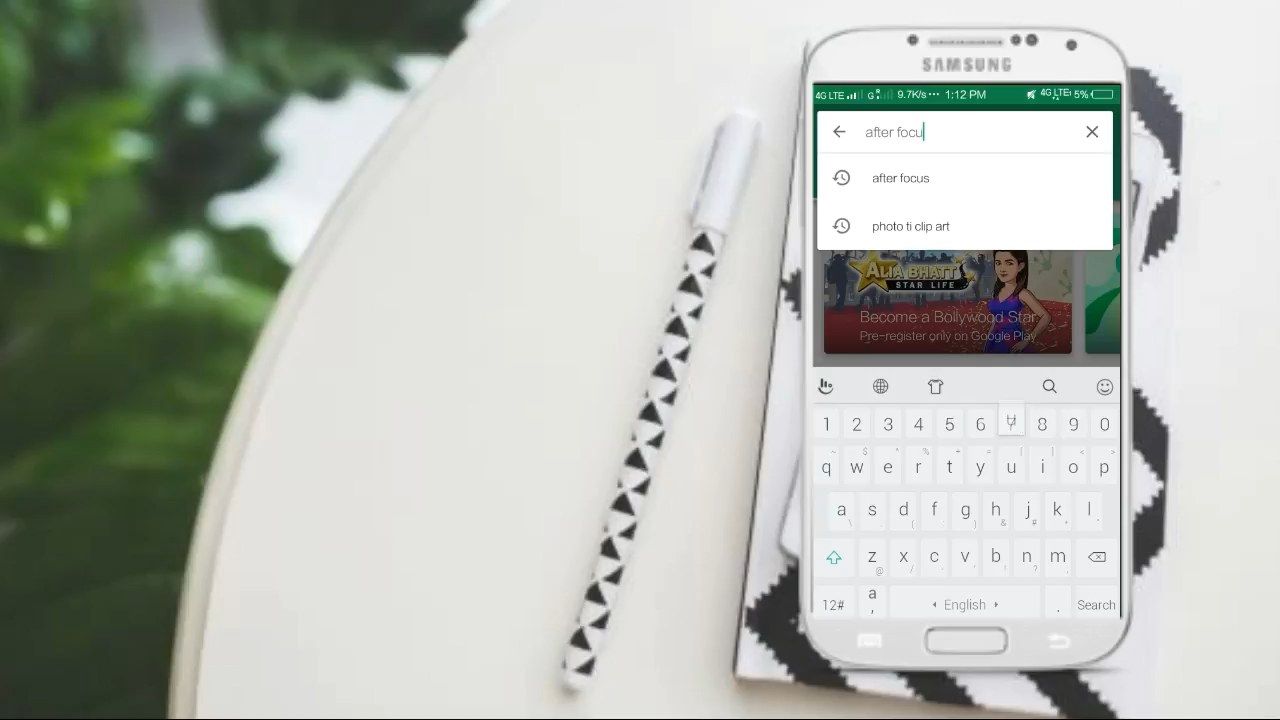 SAMSUNG
4G LTE G 9.7K/s ··· 1:12 PM 4G LTE 5%
after focu
after focus
photo ti clip art
ALIA BHATT
STAR LIFE
Become a Bollywood Star
Pre-register only on Google Play
1 2 3 4 5 6 8 9 0
q w e r t y u i o p
a s d f g h j k l
z x c v b n m
12# a , English . Search